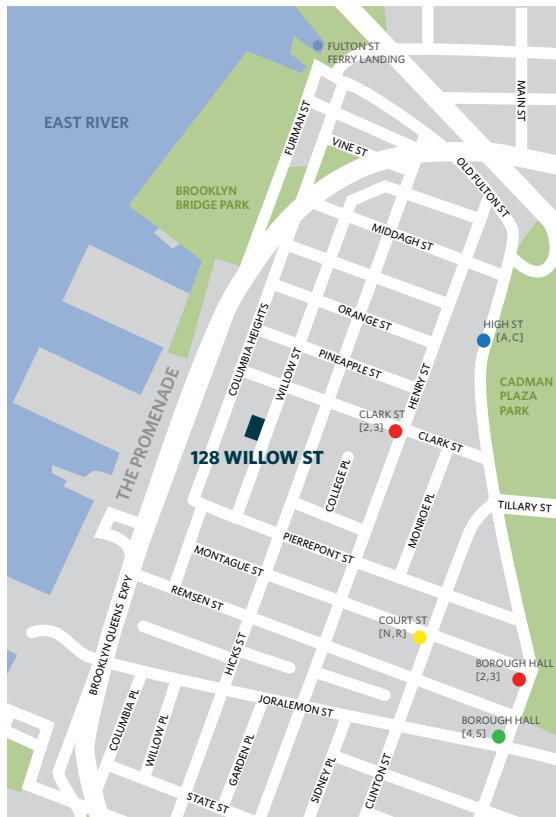 FULTON ST
FERRY LANDING
MAIN ST
EAST RIVER
FURMAN ST
VINE ST
OLD FULTON ST
BROOKLYN
BRIDGE PARK
MIDDAGH ST
COLUMBIA HEIGHTS
ORANGE ST
HIGH ST
[A,C]
WILLOW ST
PINEAPPLE ST
HENRY ST
CADMAN
PLAZA
PARK
THE PROMENADE
CLARK ST
[2,3]
CLARK ST
128 WILLOW ST
COLLEGE PL
MONROE PL
TILLARY ST
PIERREPONT ST
MONTAGUE ST
REMSEN ST
BROOKLYN QUEENS EXPY
COURT ST
[N,R]
HICKS ST
BOROUGH HALL
[2,3]
COLUMBIA PL
WILLOW PL
JORALEMON ST
BOROUGH HALL
[4,5]
GARDEN PL
SIDNEY PL
CLINTON ST
STATE ST